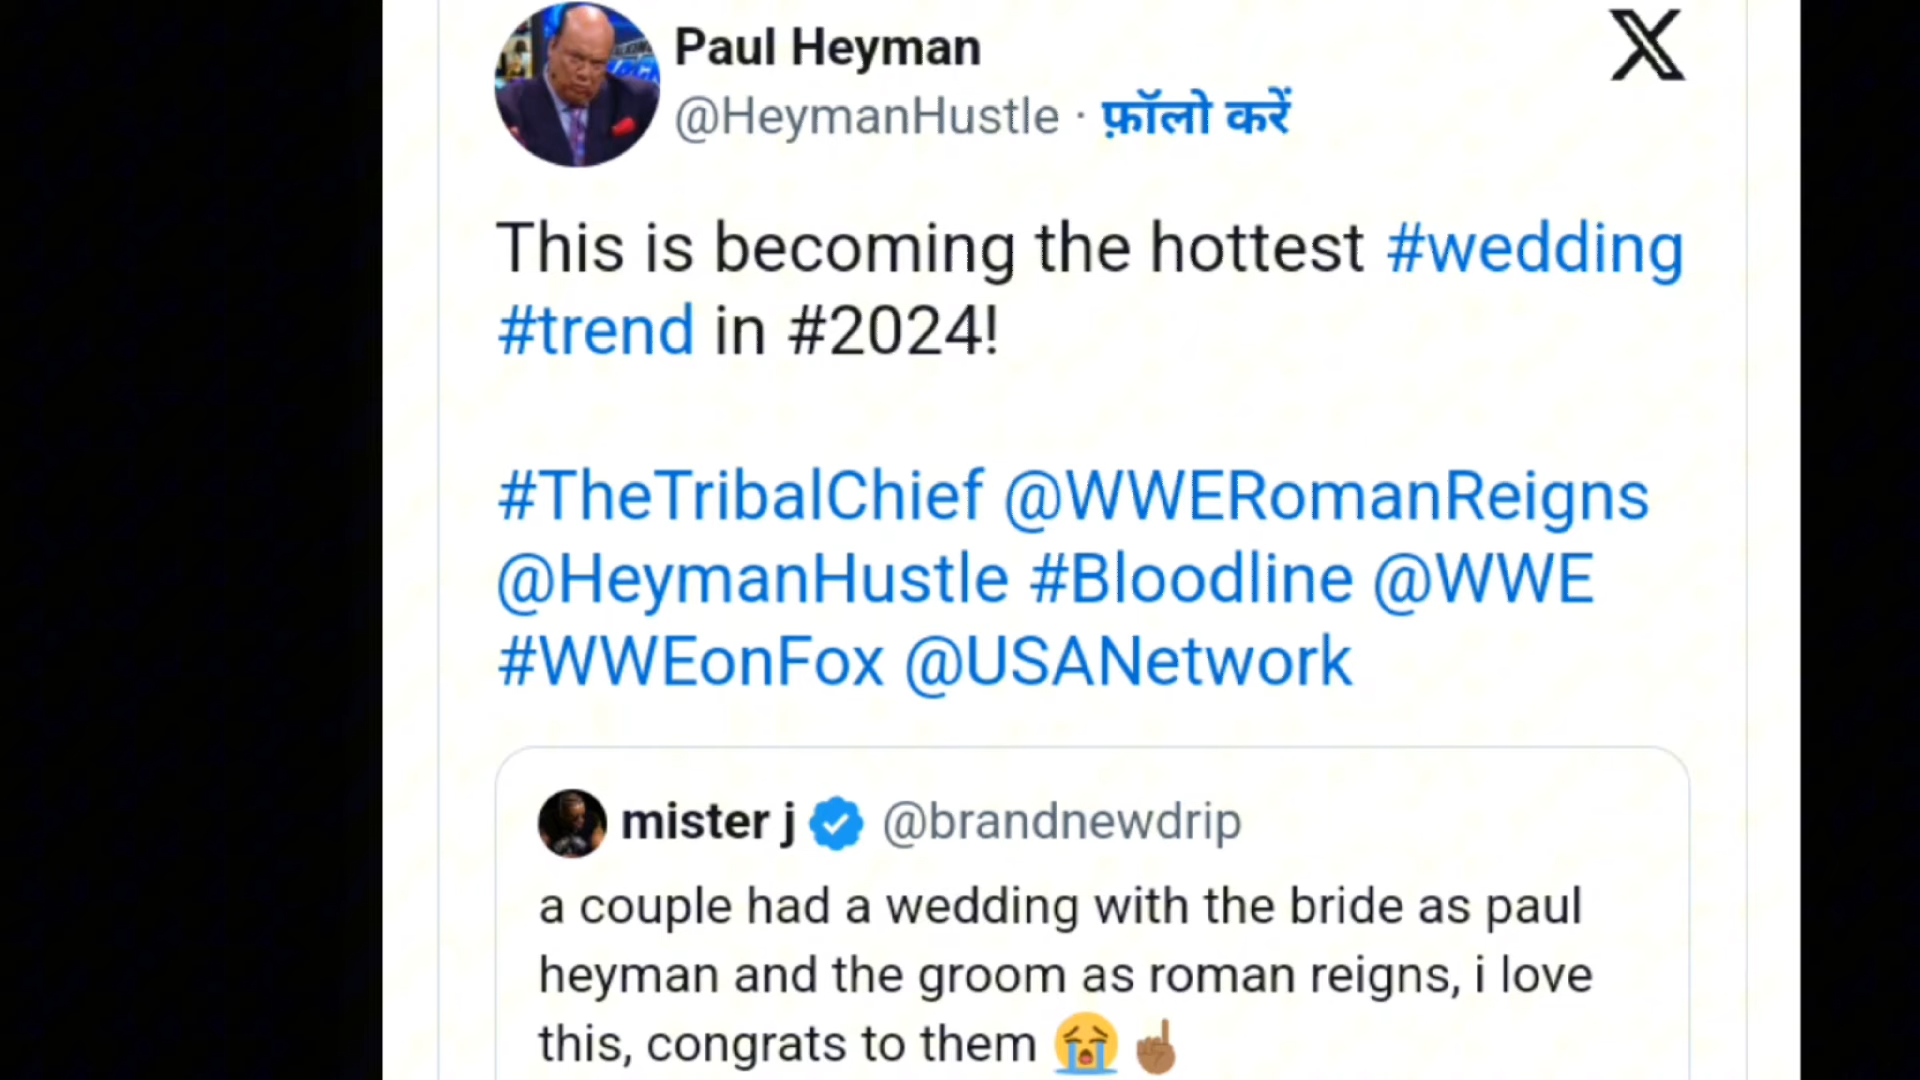 Paul Heyman
@HeymanHustle · फ़ॉलो करें
This is becoming the hottest #wedding
#trend in #2024!
#TheTribalChief @WWERomanReigns
@HeymanHustle #Bloodline @WWE
#WWEonFox @USANetwork
mister j @brandnewdrip
a couple had a wedding with the bride as paul
heyman and the groom as roman reigns, i love
this, congrats to them 😭☝🏾